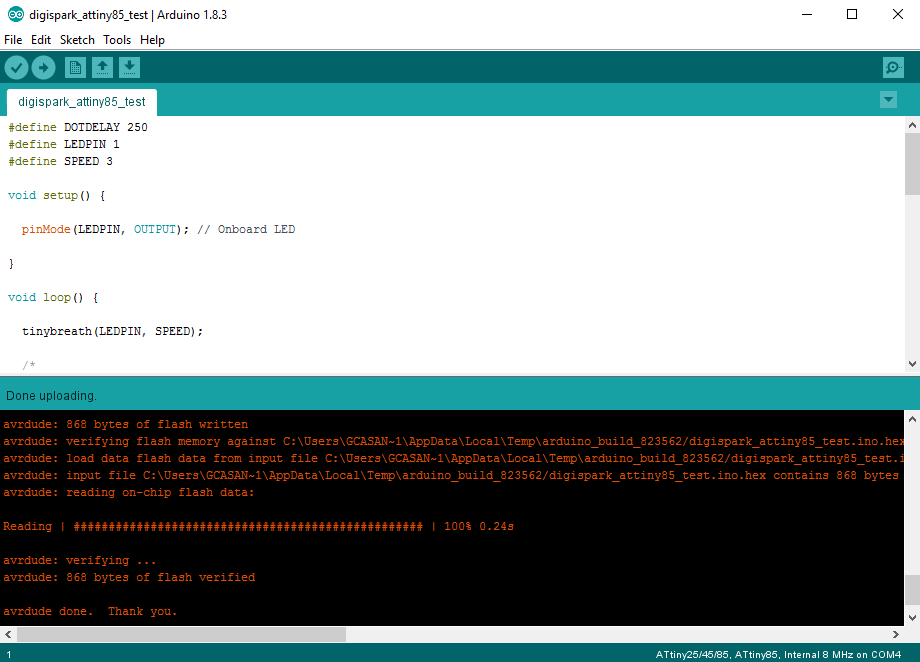 digispark_attiny85_test | Arduino 1.8.3
File Edit Sketch Tools Help
digispark_attiny85_test
#define DOTDELAY 250
#define LEDPIN 1
#define SPEED 3
void setup() {
pinMode(LEDPIN, OUTPUT); // Onboard LED
}
void loop() {
tinybreath(LEDPIN, SPEED);
/*
Done uploading.
avrdude: 868 bytes of flash written
avrdude: verifying flash memory against C:\Users\GCASAN~1\AppData\Local\Temp\arduino_build_823562/digispark_attiny85_test.ino.hex
avrdude: load data flash data from input file C:\Users\GCASAN~1\AppData\Local\Temp\arduino_build_823562/digispark_attiny85_test.i
avrdude: input file C:\Users\GCASAN~1\AppData\Local\Temp\arduino_build_823562/digispark_attiny85_test.ino.hex contains 868 bytes
avrdude: reading on-chip flash data:
Reading | ################################################## | 100% 0.24s
avrdude: verifying ...
avrdude: 868 bytes of flash verified
avrdude done.  Thank you.
1 ATtiny25/45/85, ATtiny85, Internal 8 MHz on COM4